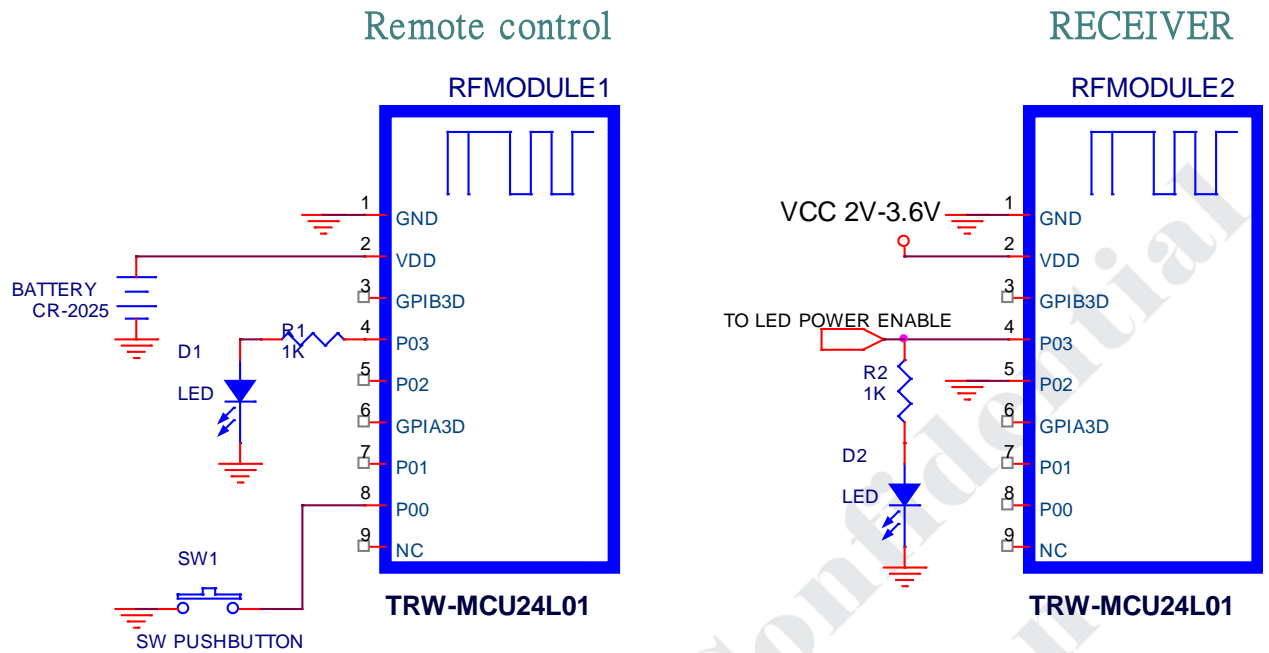 Remote control
RFMODULE1
1 GND
2 VDD
3 GPIB3D
4 P03
5 P02
6 GPIA3D
7 P01
8 P00
9 NC
BATTERY
CR-2025
R1
1K
D1
LED
SW1
SW PUSHBUTTON
TRW-MCU24L01
RECEIVER
RFMODULE2
VCC 2V-3.6V
1 GND
2 VDD
3 GPIB3D
TO LED POWER ENABLE
4 P03
5 P02
6 GPIA3D
7 P01
8 P00
9 NC
R2
1K
D2
LED
TRW-MCU24L01
Confidential